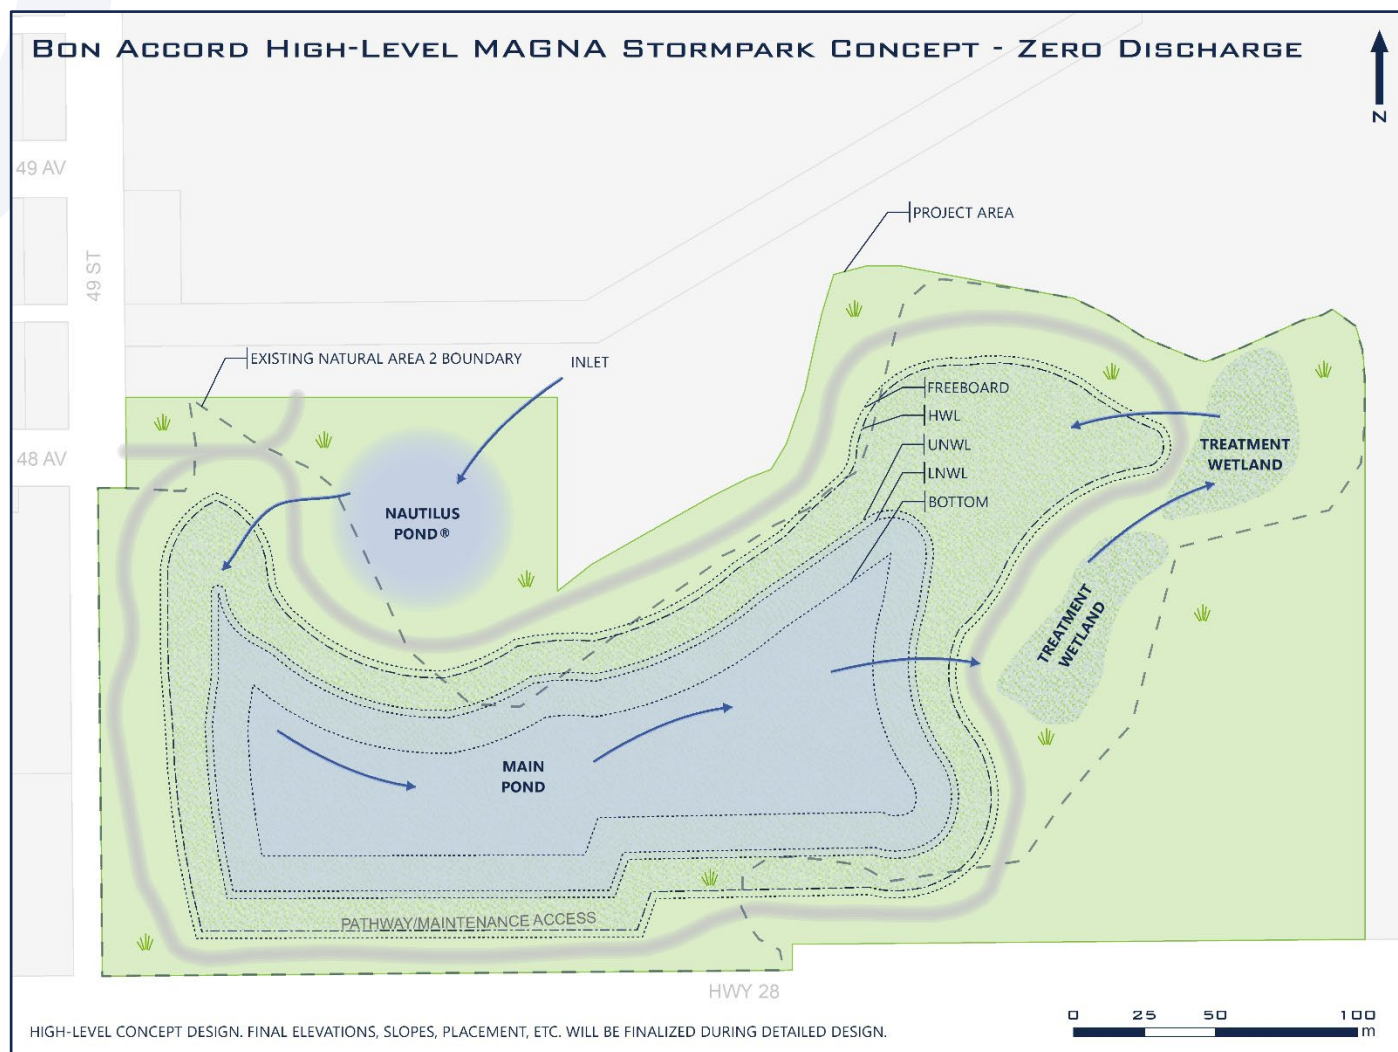 BON ACCORD HIGH-LEVEL MAGNA STORMPARK CONCEPT - ZERO DISCHARGE
N
49 AV
49 ST
48 AV
PROJECT AREA
EXISTING NATURAL AREA 2 BOUNDARY
INLET
FREEBOARD
HWL
UNWL
LNWL
BOTTOM
TREATMENT
WETLAND
NAUTILUS
POND®
TREATMENT
WETLAND
MAIN
POND
PATHWAY/MAINTENANCE ACCESS
HWY 28
HIGH-LEVEL CONCEPT DESIGN. FINAL ELEVATIONS, SLOPES, PLACEMENT, ETC. WILL BE FINALIZED DURING DETAILED DESIGN.
0 25 50 100
m